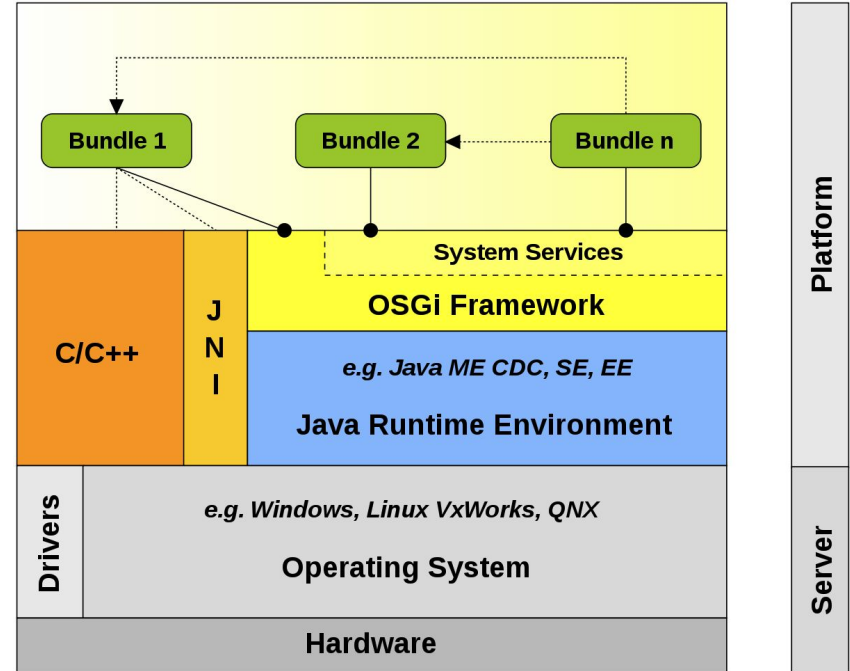 Bundle 1
Bundle 2
Bundle n
System Services
OSGi Framework
C/C++
J
N
I
e.g. Java ME CDC, SE, EE
Java Runtime Environment
Drivers
e.g. Windows, Linux VxWorks, QNX
Operating System
Hardware
Platform
Server